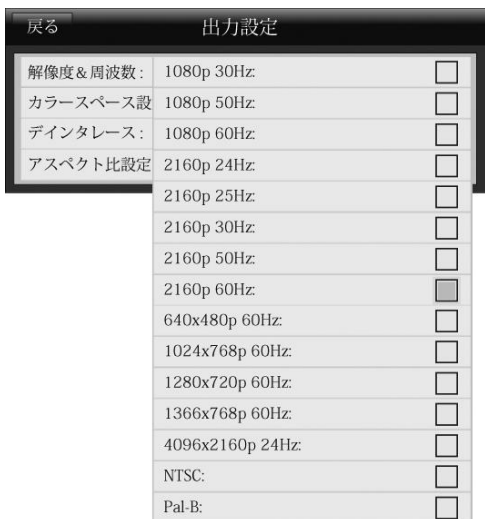 戻る
出力設定
解像度&周波数:
カラースペース設
デインタレース:
アスペクト比設定
1080p 30Hz:
1080p 50Hz:
1080p 60Hz:
2160p 24Hz:
2160p 25Hz:
2160p 30Hz:
2160p 50Hz:
2160p 60Hz:
640x480p 60Hz:
1024x768p 60Hz:
1280x720p 60Hz:
1366x768p 60Hz:
4096x2160p 24Hz:
NTSC:
Pal-B: